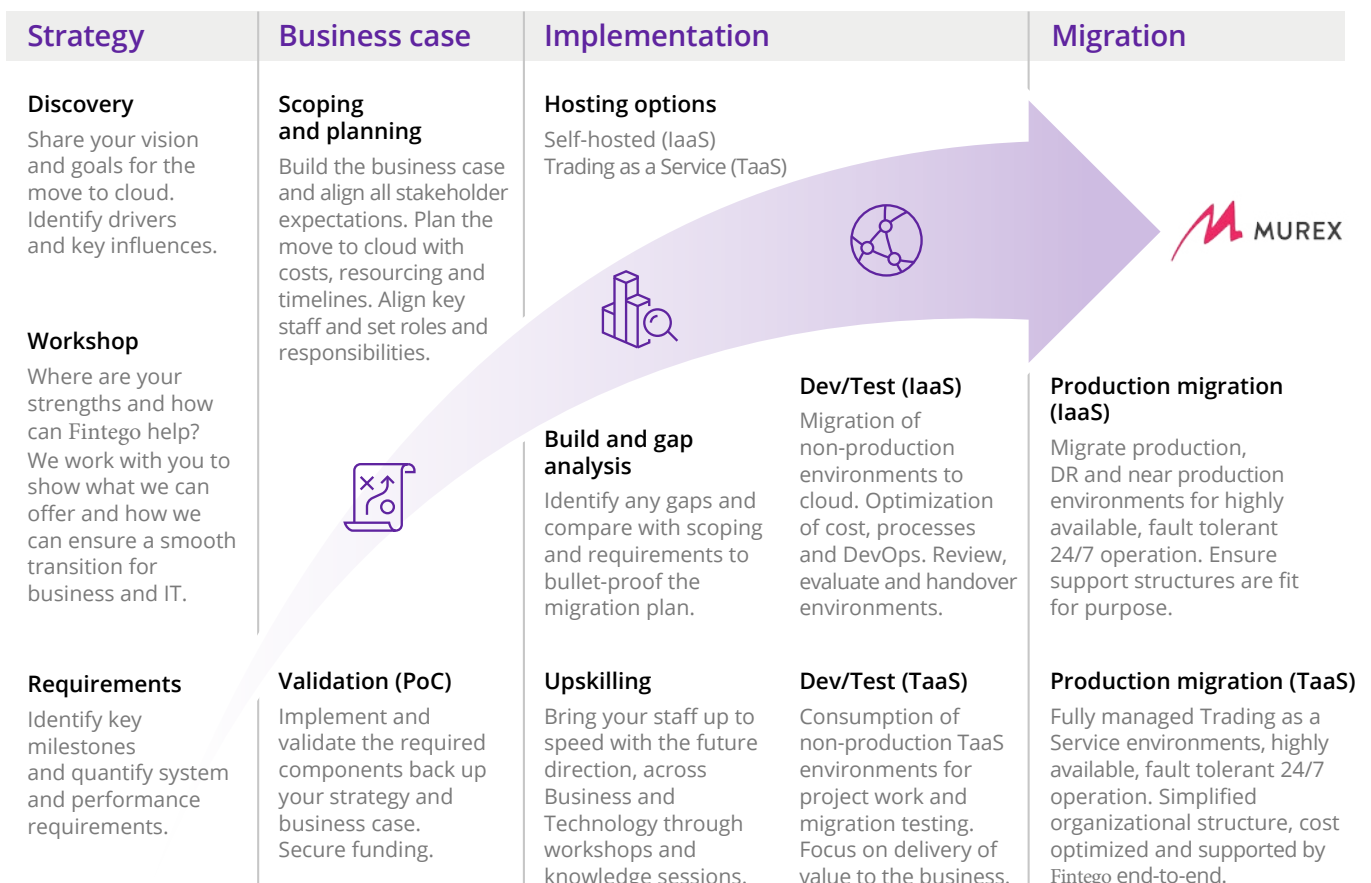 Strategy
Business case
Implementation
Migration
Discovery
Share your vision
and goals for the
move to cloud.
Identify drivers
and key influences.
Workshop
Where are your
strengths and how
can Fintego help?
We work with you to
show what we can
offer and how we
can ensure a smooth
transition for
business and IT.
Requirements
Identify key
milestones
and quantify system
and performance
requirements.
Scoping
and planning
Build the business case
and align all stakeholder
expectations. Plan the
move to cloud with
costs, resourcing and
timelines. Align key
staff and set roles and
responsibilities.
Validation (PoC)
Implement and
validate the required
components back up
your strategy and
business case.
Secure funding.
Hosting options
Self-hosted (IaaS)
Trading as a Service (TaaS)
Build and gap
analysis
Identify any gaps and
compare with scoping
and requirements to
bullet-proof the
migration plan.
Upskilling
Bring your staff up to
speed with the future
direction, across
Business and
Technology through
workshops and
knowledge sessions.
Dev/Test (IaaS)
Migration of
non-production
environments to
cloud. Optimization
of cost, processes
and DevOps. Review,
evaluate and handover
environments.
Dev/Test (TaaS)
Consumption of
non-production TaaS
environments for
project work and
migration testing.
Focus on delivery of
value to the business.
MUREX
Production migration
(IaaS)
Migrate production,
DR and near production
environments for highly
available, fault tolerant
24/7 operation. Ensure
support structures are fit
for purpose.
Production migration (TaaS)
Fully managed Trading as a
Service environments, highly
available, fault tolerant 24/7
operation. Simplified
organizational structure, cost
optimized and supported by
Fintego end-to-end.